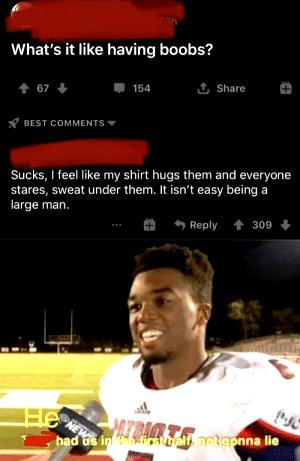 3h
What's it like having boobs?
67 154 Share
BEST COMMENTS
Sucks, I feel like my shirt hugs them and everyone
stares, sweat under them. It isn't easy being a
large man.
... Reply 309
PATRIOTS
NEWS
He
had us in the first half, not gonna lie